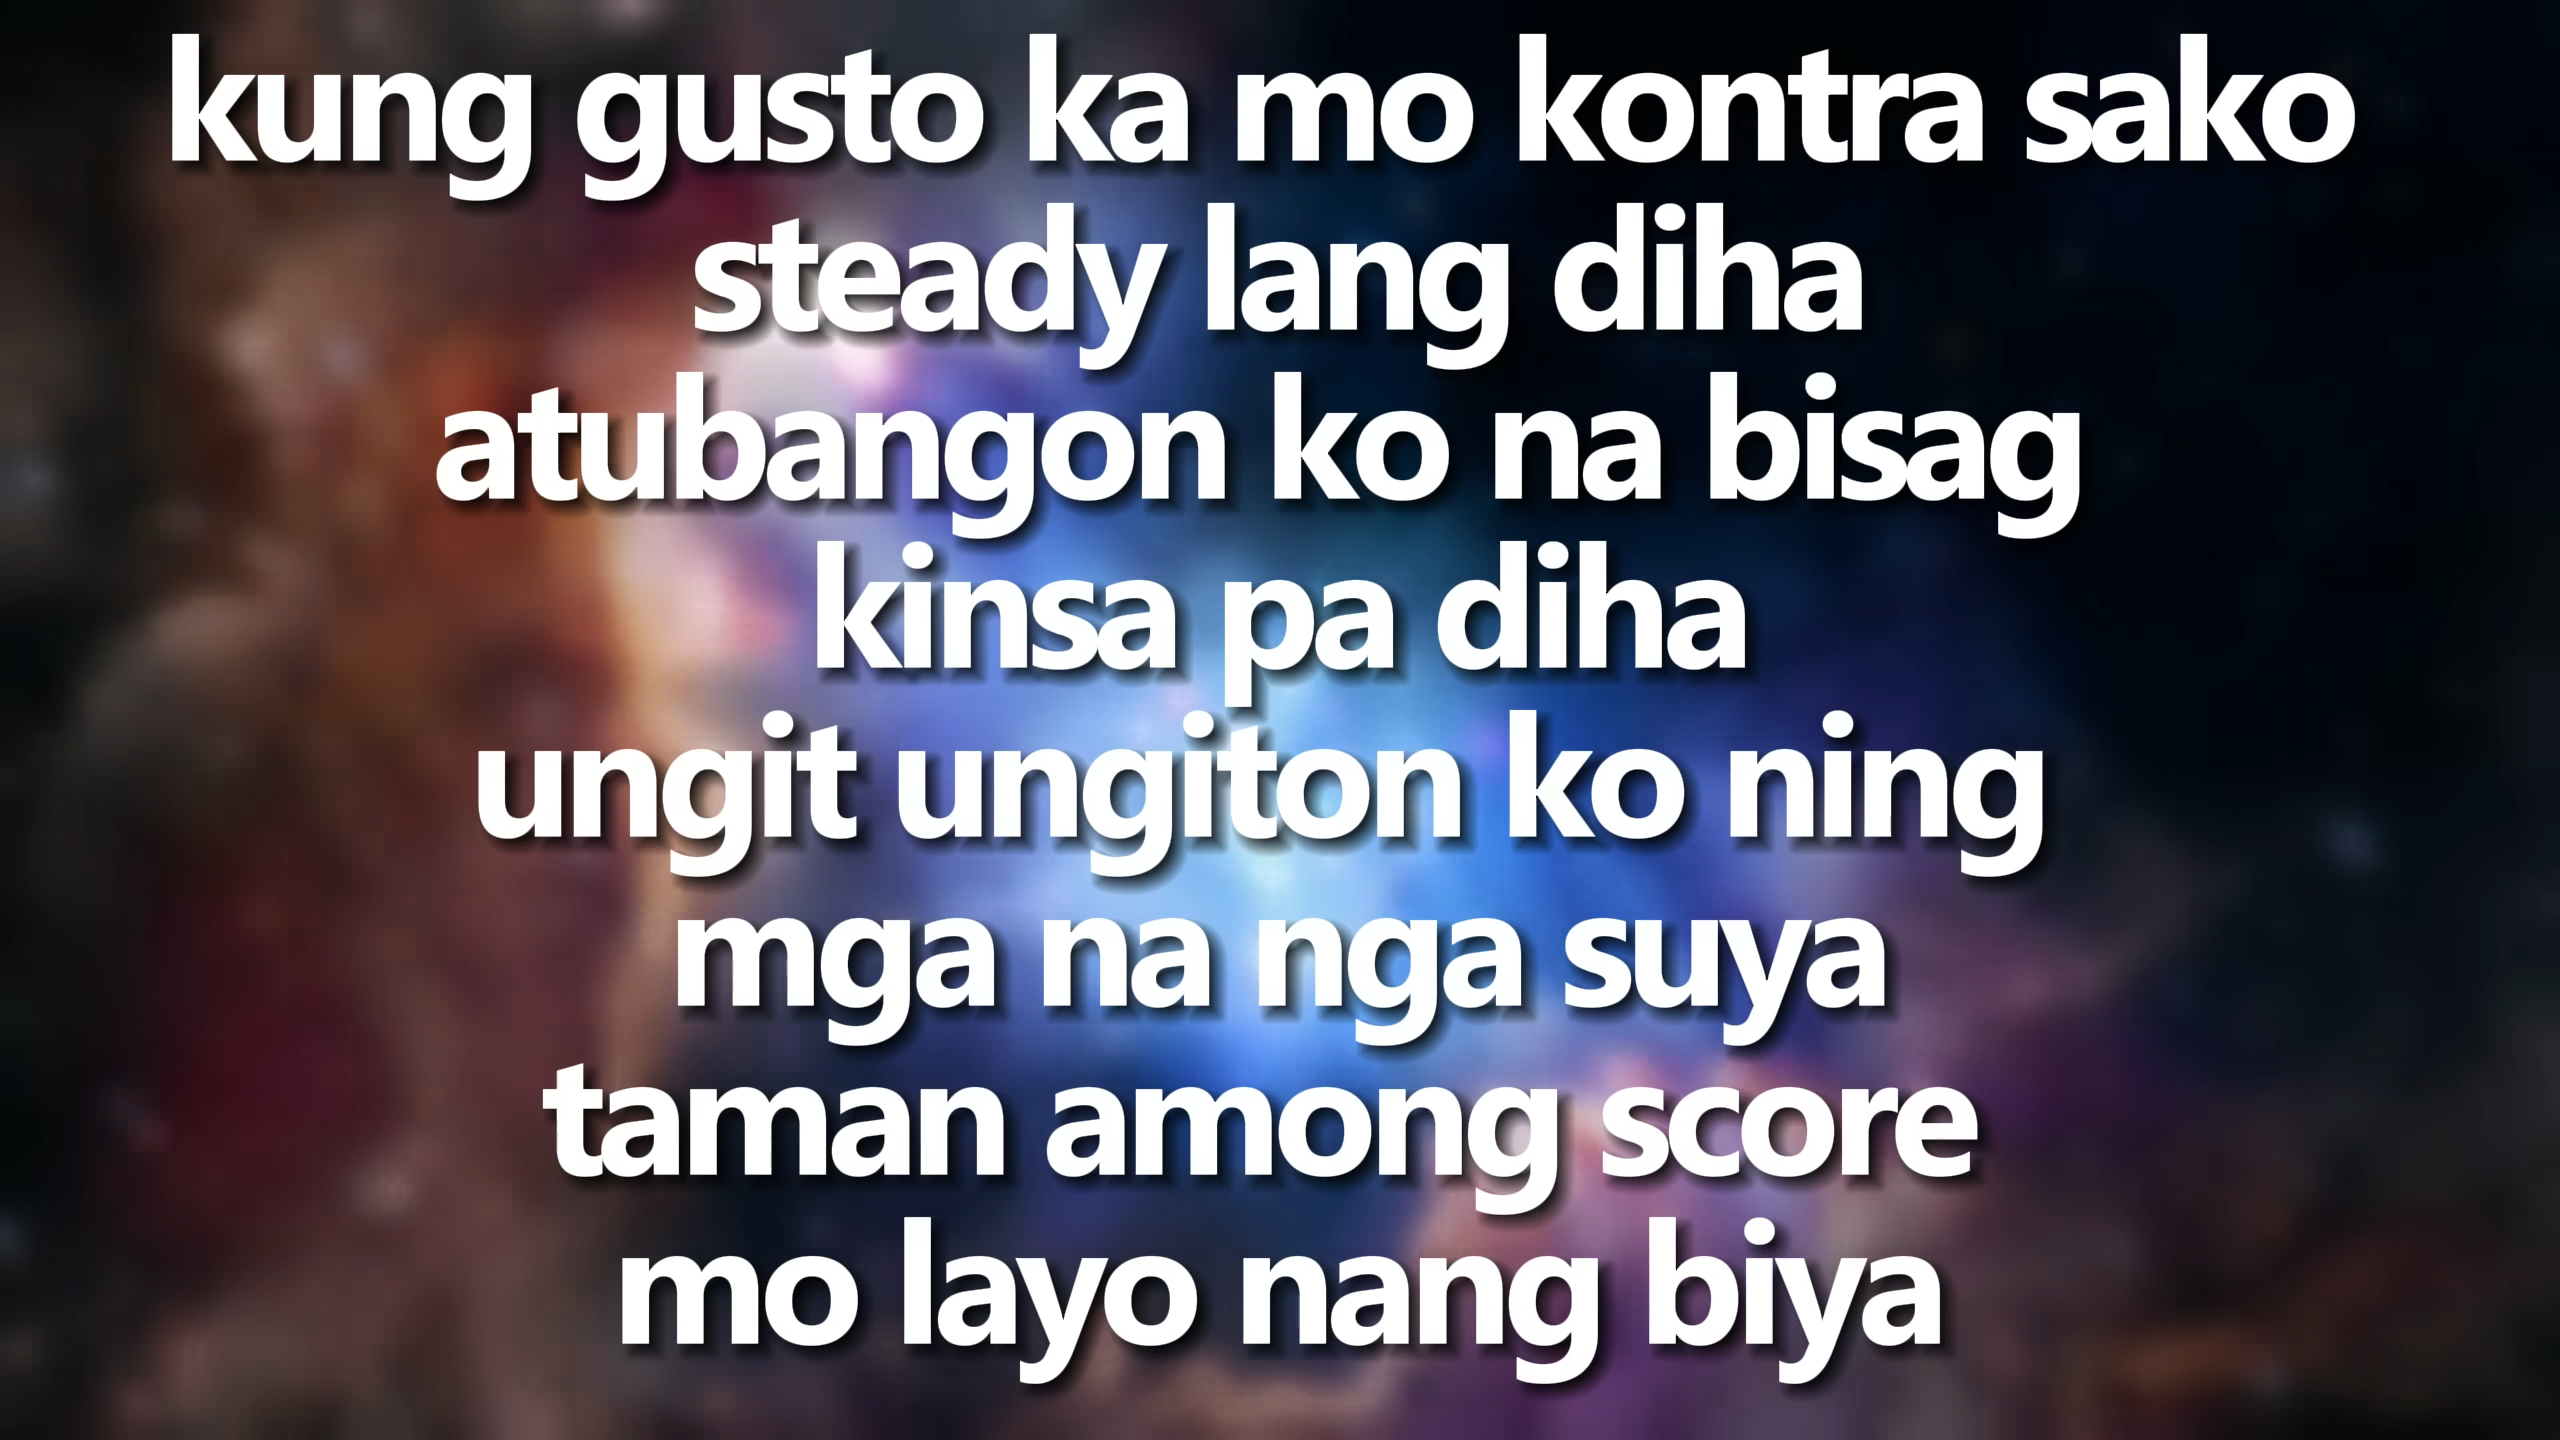 kung gusto ka mo kontra sako
steady lang diha
atubangon ko na bisag
kinsa pa diha
ungit ungiton ko ning
mga na nga suya
taman among score
mo layo nang biya